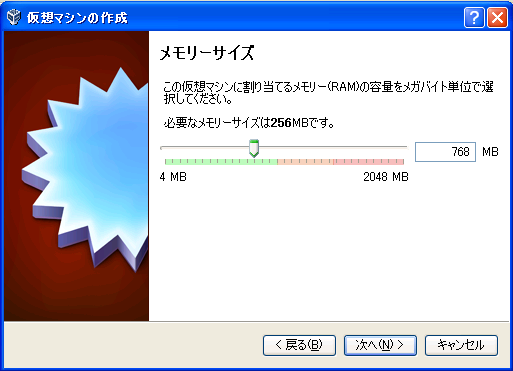 仮想マシンの作成
メモリーサイズ
この仮想マシンに割り当てるメモリー(RAM)の容量をメガバイト単位で選
択してください。
必要なメモリーサイズは256MBです。
768 MB
4 MB 2048 MB
< 戻る(B) 次へ(N) > キャンセル